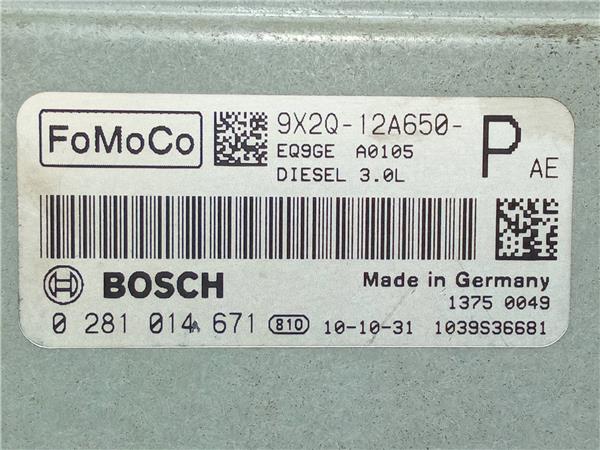 FoMoCo 9X2Q-12A650- P AE
EQ9GE A0105
DIESEL 3.0L
BOSCH Made in Germany
1375 0049
0 281 014 671 810 10-10-31 1039S36681